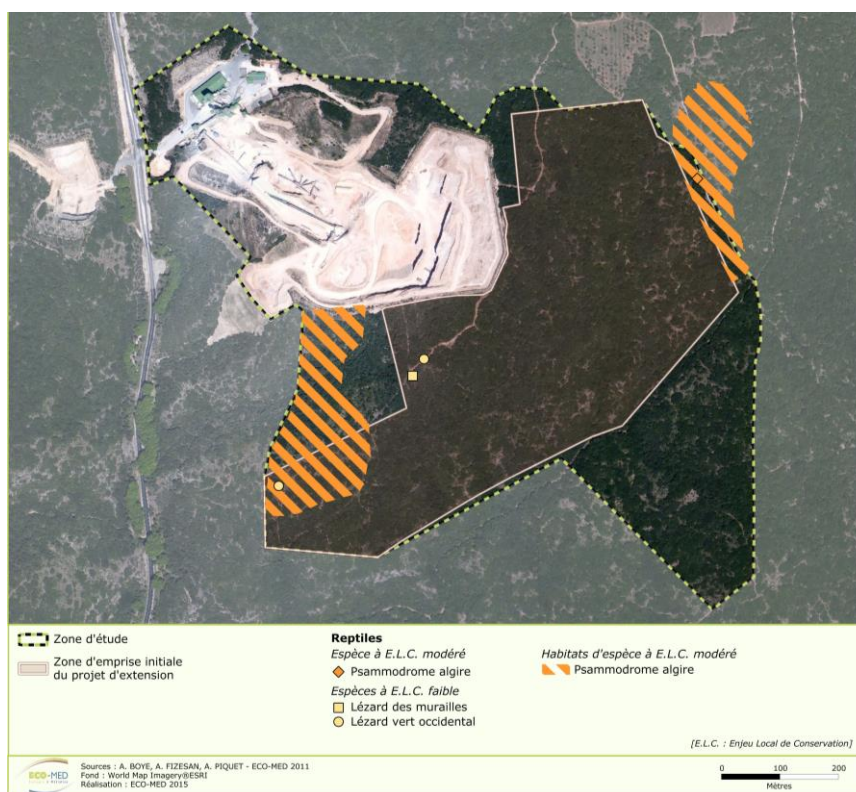 Zone d'étude
Zone d'emprise initiale
du projet d'extension
Reptiles
Espèce à E.L.C. modéré
Psammodrome algire
Espèces à E.L.C. faible
Lézard des murailles
Lézard vert occidental
Habitats d'espèce à E.L.C. modéré
Psammodrome algire
[E.L.C. : Enjeu Local de Conservation]
ECO-MED
Sources : A. BOYE, A. FIZESAN, A. PIQUET - ECO-MED 2011
Fond : World Map Imagery@ESRI
Réalisation : ECO-MED 2015
0 100 200
Mètres